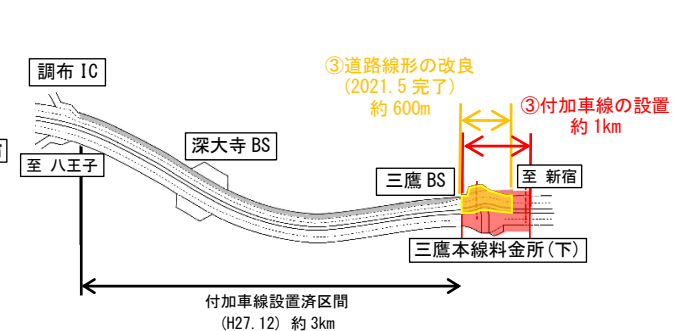 調布 IC
③道路線形の改良
(2021.5 完了)
約 600m
③付加車線の設置
約 1km
深大寺 BS
至 八王子
三鷹 BS
至 新宿
三鷹本線料金所(下)
付加車線設置済区間
(H27.12) 約 3km